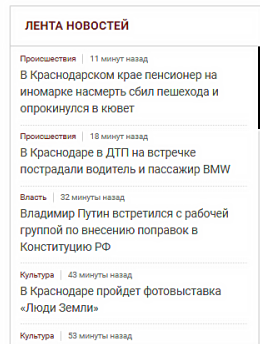 ЛЕНТА НОВОСТЕЙ
Происшествия | 11 минут назад
В Краснодарском крае пенсионер на
иномарке насмерть сбил пешехода и
опрокинулся в кювет
Происшествия | 18 минут назад
В Краснодаре в ДТП на встречке
пострадали водитель и пассажир BMW
Власть | 32 минуты назад
Владимир Путин встретился с рабочей
группой по внесению поправок в
Конституцию РФ
Культура | 43 минуты назад
В Краснодаре пройдет фотовыставка
«Люди Земли»
Культура | 53 минуты назад